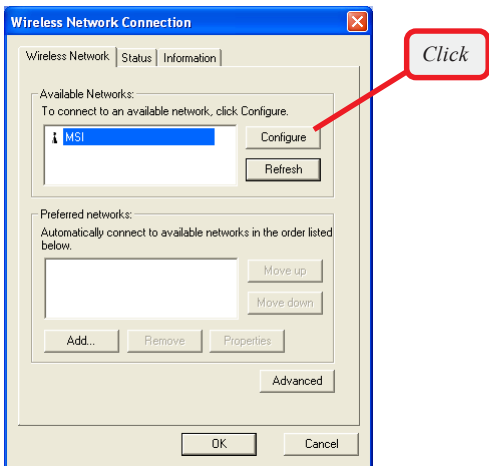 Wireless Network Connection
Click
Wireless Network Status Information
Available Networks:
To connect to an available network, click Configure.
MSI
Configure
Refresh
Preferred networks:
Automatically connect to available networks in the order listed
below.
Move up
Move down
Add... Remove Properties
Advanced
OK Cancel